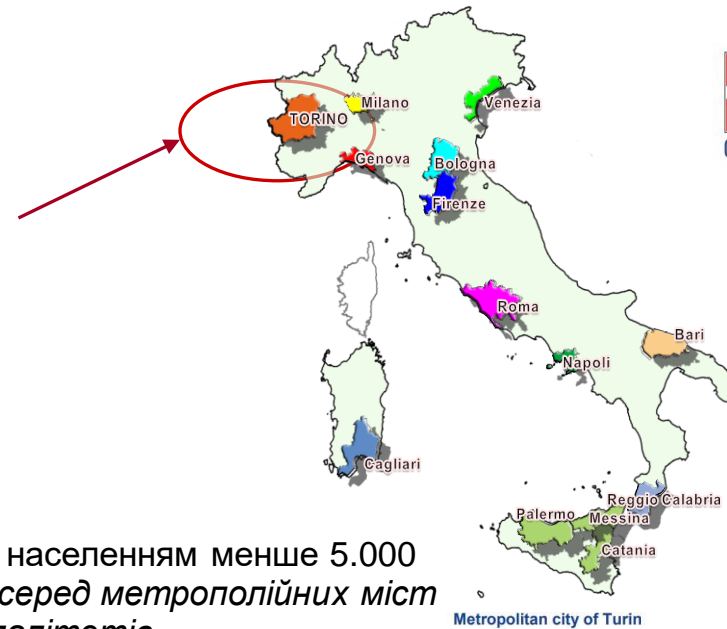 Milano
Venezia
TORINO
Genova
Bologna
Firenze
Roma
Bari
Napoli
Cagliari
Reggio Calabria
Palermo
Messina
Catania
населенням менше 5.000
серед метрополійних міст
Metropolitan city of Turin